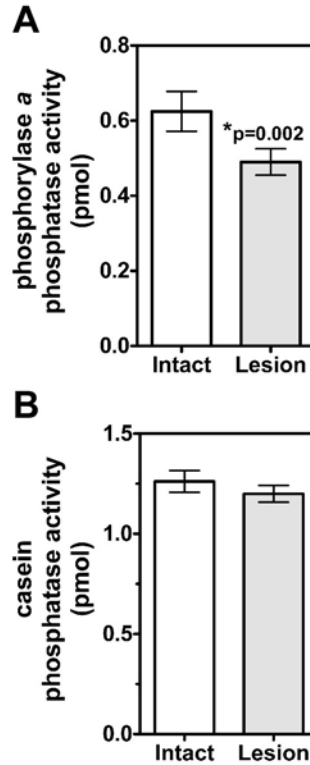 A
phosphorylase a
phosphatase activity
(pmol)
0.8
0.6
0.4
0.2
0.0
*p=0.002
Intact
Lesion
B
casein
phosphatase activity
(pmol)
1.5
1.0
0.5
0.0
Intact
Lesion